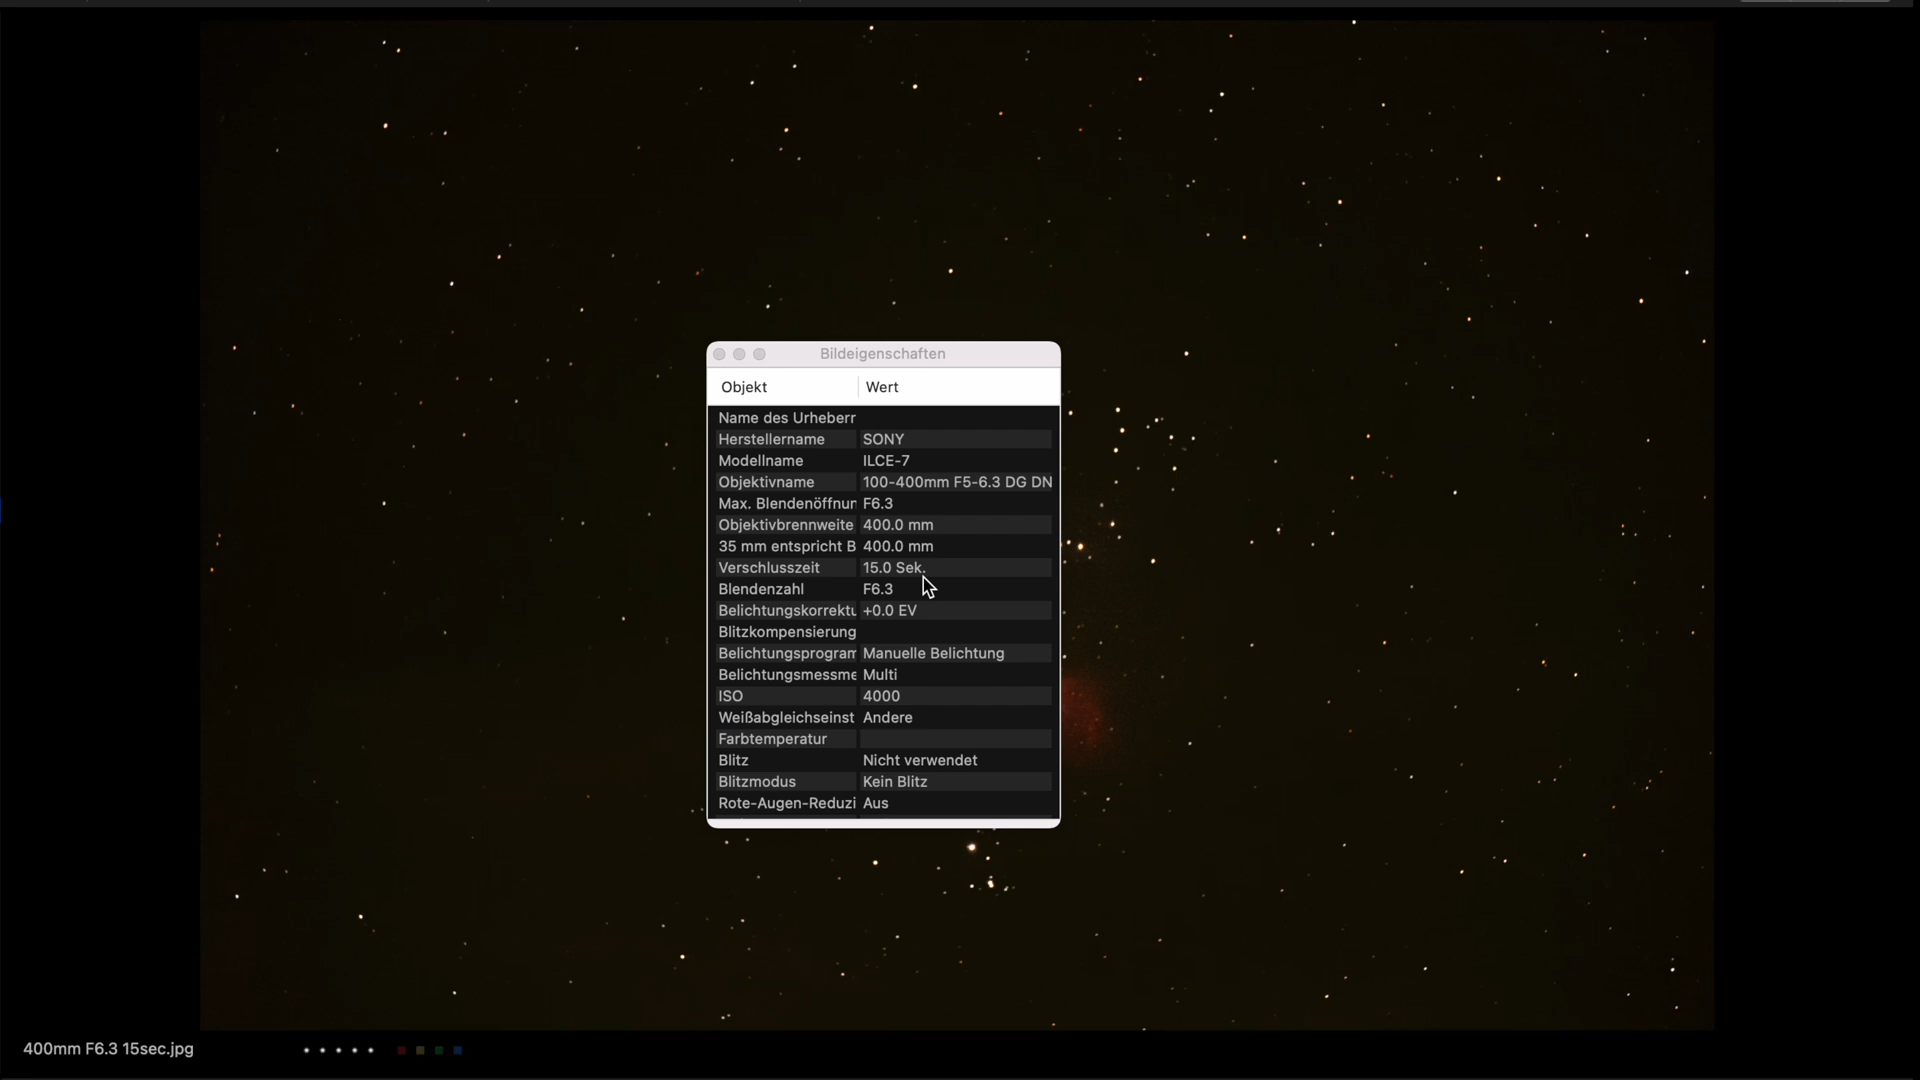 Bildeigenschaften
Objekt Wert
Name des Urheberr
Herstellername SONY
Modellname ILCE-7
Objektivname 100-400mm F5-6.3 DG DN
Max. Blendenöffnur F6.3
Objektivbrennweite 400.0 mm
35 mm entspricht B 400.0 mm
Verschlusszeit 15.0 Sek.
Blendenzahl F6.3
Belichtungskorrektu +0.0 EV
Blitzkompensierung
Belichtungsprogram Manuelle Belichtung
Belichtungsmessme Multi
ISO 4000
Weißabgleichseinst Andere
Farbtemperatur
Blitz Nicht verwendet
Blitzmodus Kein Blitz
Rote-Augen-Reduzi Aus
400mm F6.3 15sec.jpg